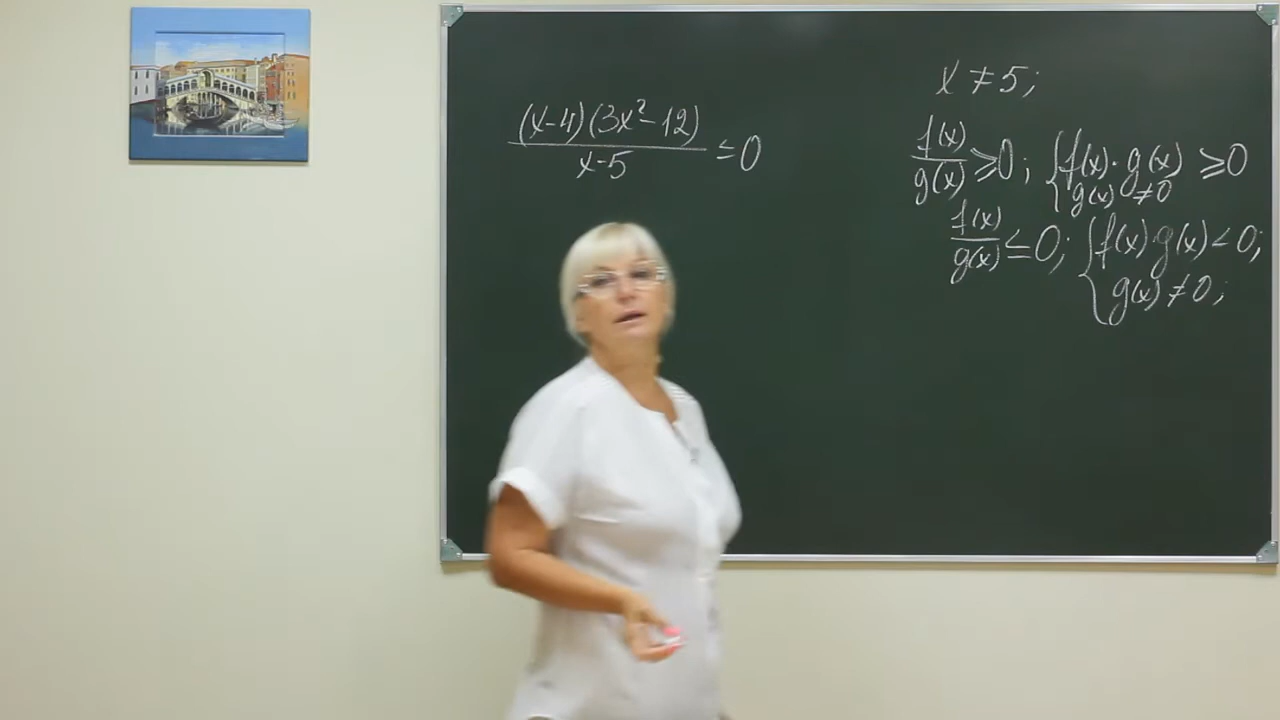 (x-4)(3x²-12)
x-5
≤0
x ≠ 5;
f(x)
g(x)
≥0; { f(x)·g(x) ≥0
g(x) ≠0
f(x)
g(x)
≤0; { f(x)·g(x) < 0;
g(x) ≠ 0;